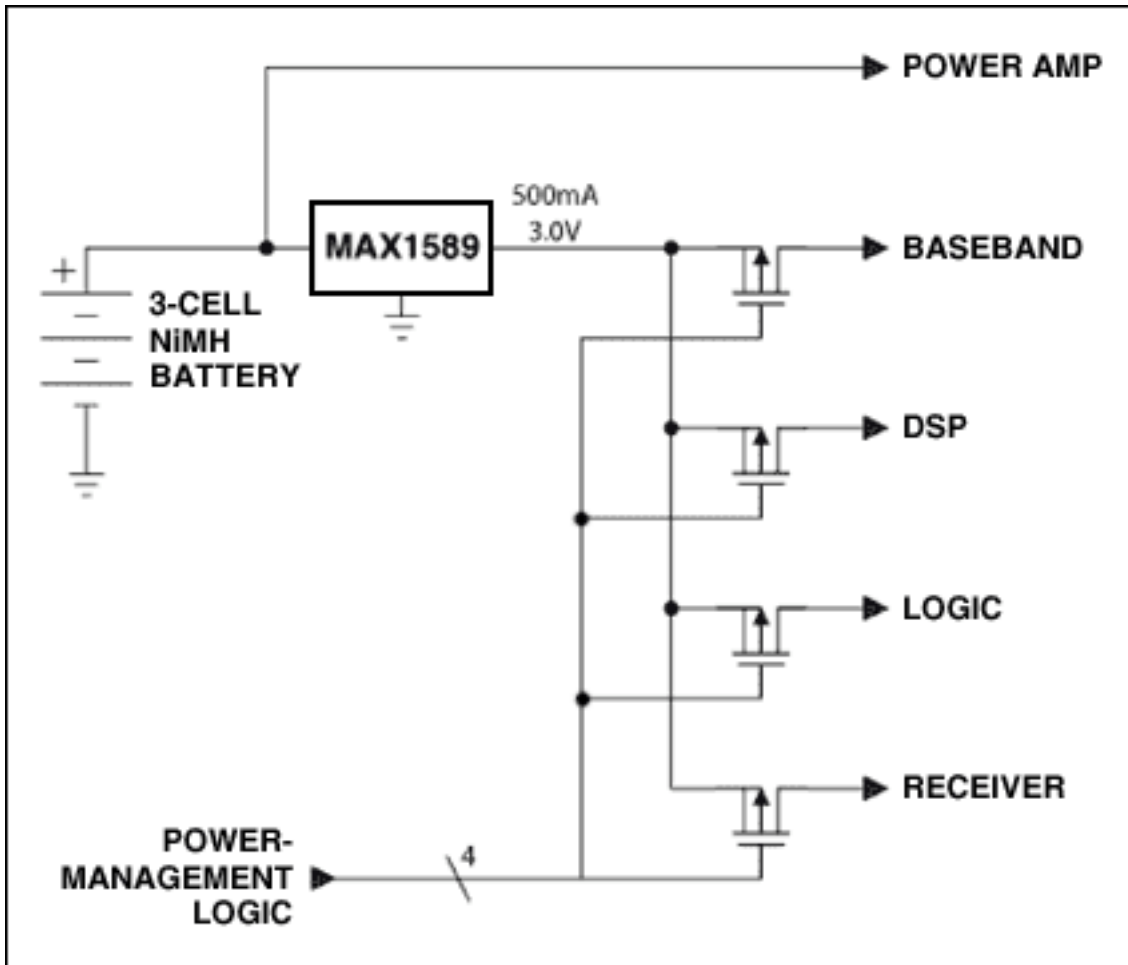 POWER AMP
500mA
3.0V
MAX1589
BASEBAND
+
3-CELL
NiMH
BATTERY
DSP
LOGIC
RECEIVER
POWER-
MANAGEMENT
LOGIC
4